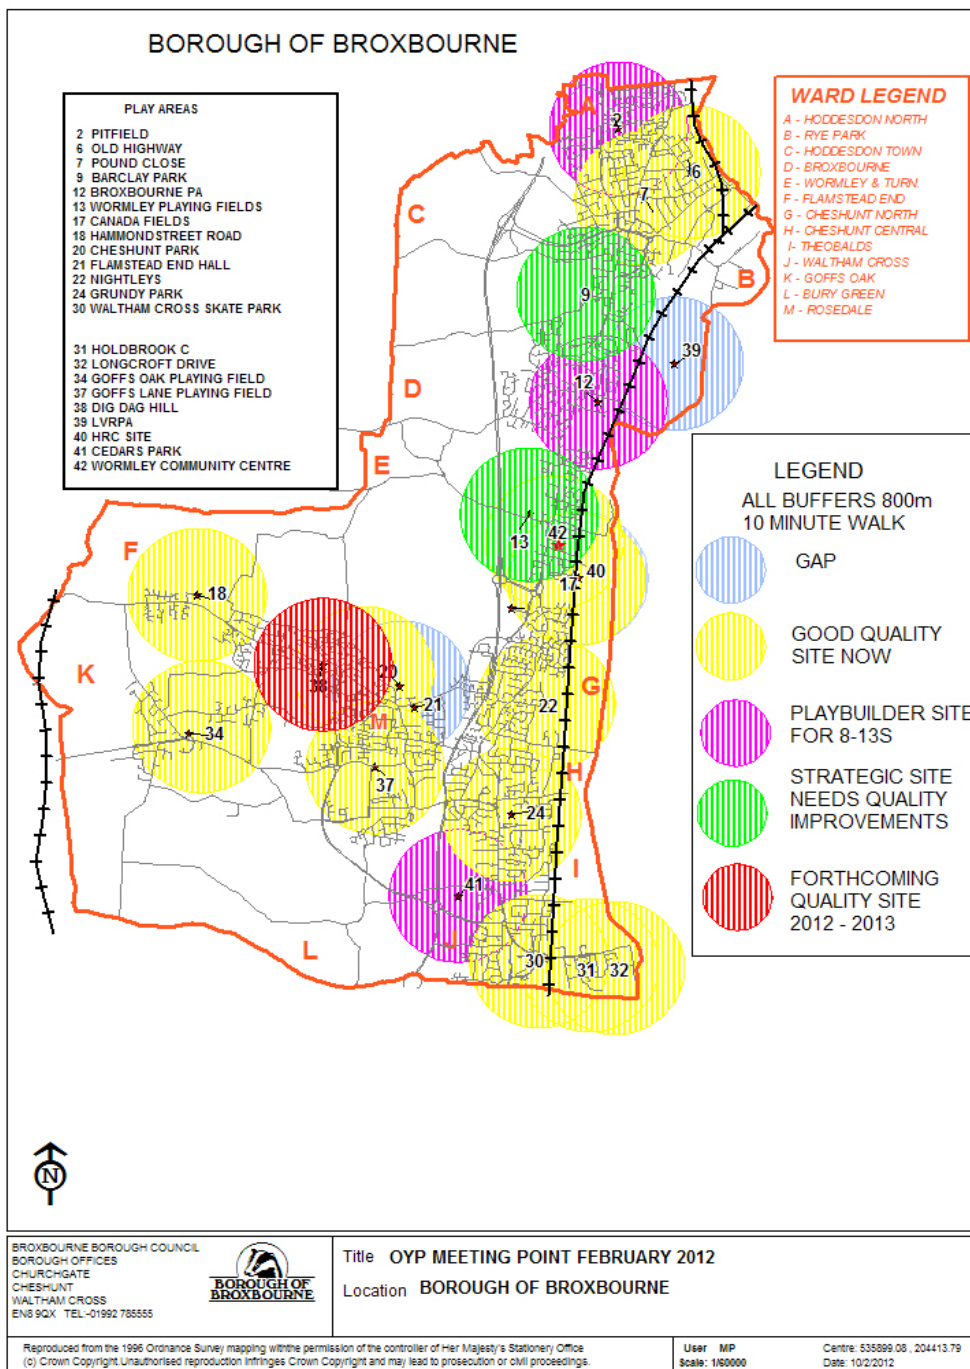 BOROUGH OF BROXBOURNE
PLAY AREAS
2 PITFIELD
6 OLD HIGHWAY
7 POUND CLOSE
9 BARCLAY PARK
12 BROXBOURNE PA
13 WORMLEY PLAYING FIELDS
17 CANADA FIELDS
18 HAMMONDSTREET ROAD
20 CHESHUNT PARK
21 FLAMSTEAD END HALL
22 NIGHTLEYS
24 GRUNDY PARK
30 WALTHAM CROSS SKATE PARK
31 HOLDBROOK C
32 LONGCROFT DRIVE
34 GOFFS OAK PLAYING FIELD
37 GOFFS LANE PLAYING FIELD
38 DIG DAG HILL
39 LVRPA
40 HRC SITE
41 CEDARS PARK
42 WORMLEY COMMUNITY CENTRE
WARD LEGEND
A - HODDESDON NORTH
B - RYE PARK
C - HODDESDON TOWN
D - BROXBOURNE
E - WORMLEY & TURN.
F - FLAMSTEAD END
G - CHESHUNT NORTH
H - CHESHUNT CENTRAL
I - THEOBALDS
J - WALTHAM CROSS
K - GOFFS OAK
L - BURY GREEN
M - ROSEDALE
A
2
6
7
C
B
9
39
12
D
E
13
42
F
18
17
40
K
38
20
21
G
22
M
34
37
H
24
I
41
J
L
30
31
32
LEGEND
ALL BUFFERS 800m
10 MINUTE WALK
GAP
GOOD QUALITY
SITE NOW
PLAYBUILDER SITE
FOR 8-13S
STRATEGIC SITE
NEEDS QUALITY
IMPROVEMENTS
FORTHCOMING
QUALITY SITE
2012 - 2013
N
BROXBOURNE BOROUGH COUNCIL
BOROUGH OFFICES
CHURCHGATE
CHESHUNT
WALTHAM CROSS
EN8 9QX TEL:-01992 785555
BOROUGH OF
BROXBOURNE
Title OYP MEETING POINT FEBRUARY 2012
Location BOROUGH OF BROXBOURNE
Reproduced from the 1996 Ordnance Survey mapping withthe permission of the controller of Her Majesty's Stationery Office
(c) Crown Copyright.Unauthorised reproduction infringes Crown Copyright and may lead to prosecution or civil proceedings.
User MP
Scale: 1/60000
Centre: 535899.08 , 204413.79
Date: 10/2/2012